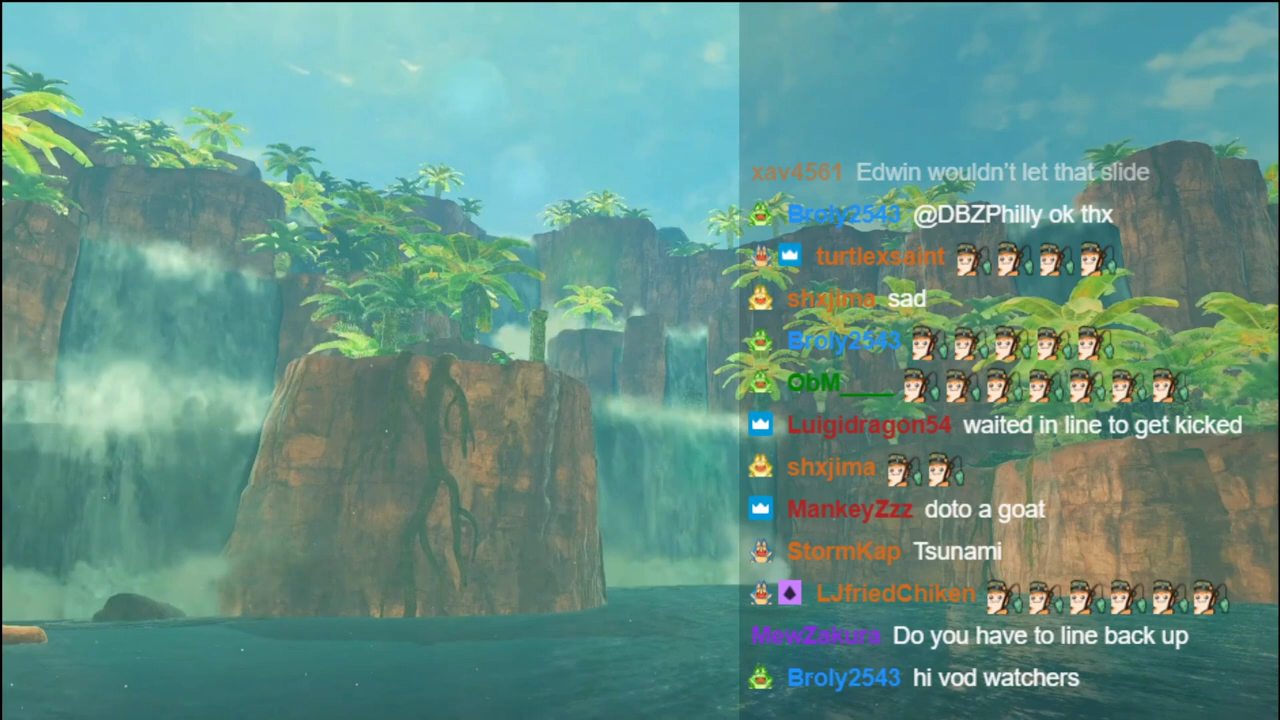 xav4561 Edwin wouldn't let that slide
Broly2543 @DBZPhilly ok thx
turtlexsaint
shxjima sad
Broly2543
ObM____
Luigidragon54 waited in line to get kicked
shxjima
MankeyZzz doto a goat
StormKap Tsunami
LJfriedChiken
MewZakura Do you have to line back up
Broly2543 hi vod watchers